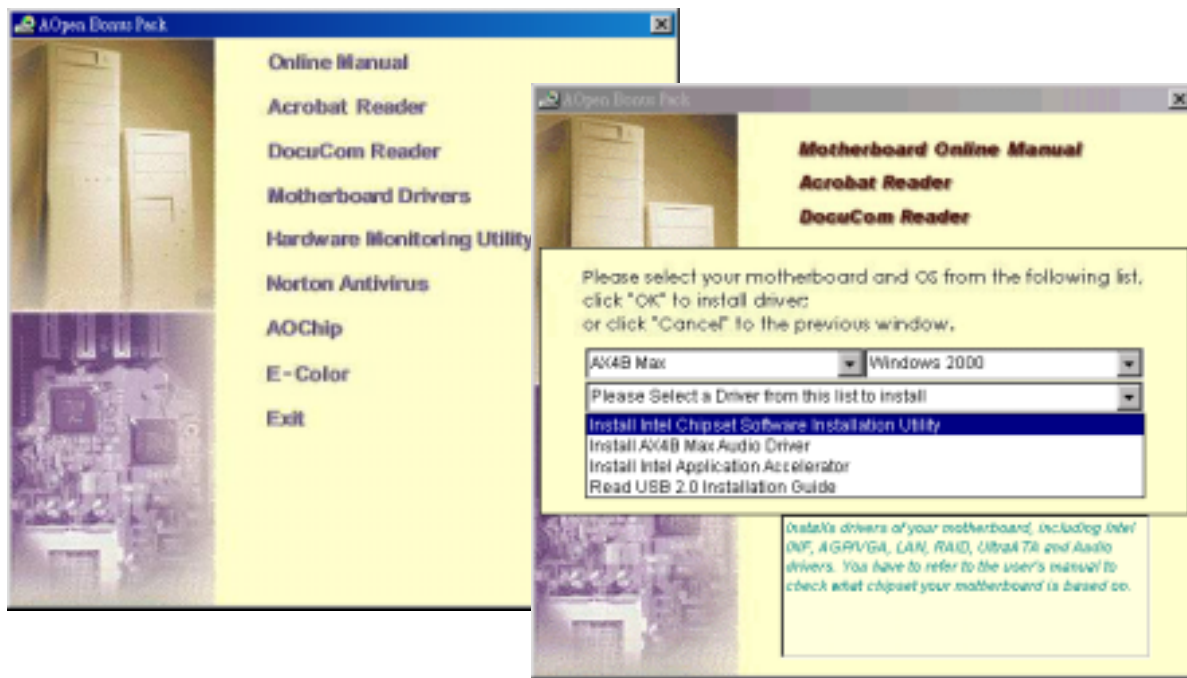 AOpen Bonus Pack
Online Manual
Acrobat Reader
DocuCom Reader
Motherboard Drivers
Hardware Monitoring Utility
Norton Antivirus
AOChip
E-Color
Exit
AOpen Bonus Pack
Motherboard Online Manual
Acrobat Reader
DocuCom Reader
Please select your motherboard and OS from the following list,
click "OK" to install driver;
or click "Cancel" to the previous window.
AX4B Max Windows 2000
Please Select a Driver from this list to install
Install Intel Chipset Software Installation Utility
Install AX4B Max Audio Driver
Install Intel Application Accelerator
Read USB 2.0 Installation Guide
Installs drivers of your motherboard, including Intel
INF, AGP/VGA, LAN, RAID, UltraATA and Audio
drivers. You have to refer to the user's manual to
check what chipset your motherboard is based on.